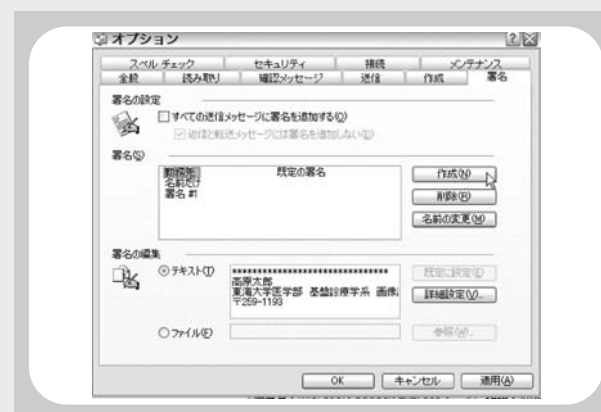 オプション
スペル チェック セキュリティ 接続 メンテナンス
全般 読み取り 確認メッセージ 送信 作成 署名
署名の設定
すべての送信メッセージに署名を追加する(Q)
返信と転送メッセージには署名を追加しない(D)
署名(S)
勤務先 既定の署名
名前だけ
署名 #1
作成(N)
削除(R)
名前の変更(M)
署名の編集
テキスト(T)
*********************************
高原太郎
東海大学医学部 基盤診療学系 画像
〒259-1193
既定に設定(E)
詳細設定(V)...
ファイル(E)
参照(W)...
OK キャンセル 適用(A)